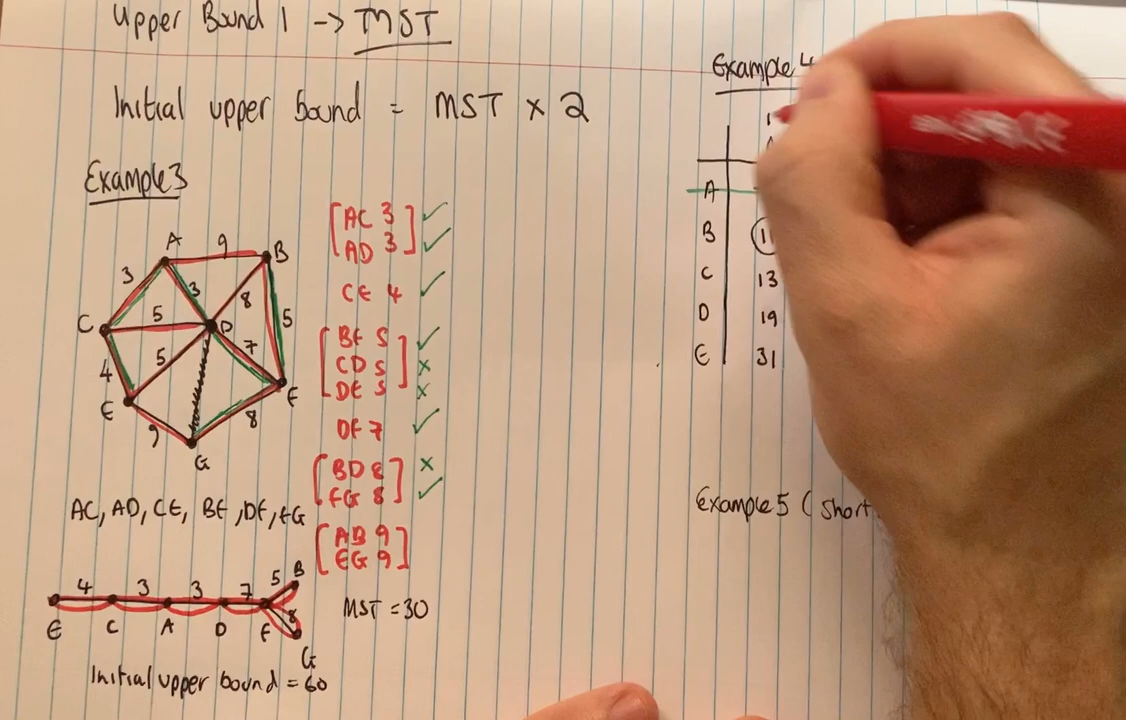 Upper Bound 1 -> MST
Initial upper bound = MST x 2
Example 3
A 9 B
3 3 8
C 5 D 5
4 5 7
E 8 F
9
G
AC 3 ✓
AD 3 ✓
CE 4 ✓
BF 5 ✓
CD 5 x
DE 5 x
DF 7 ✓
BD 8 x
FG 8 ✓
AB 9
EG 9
AC, AD, CE, BF, DF, FG
4 3 3 7 5 B
E C A D F 8
G
MST = 30
Initial upper bound = 60
Example 4
A
B
C 13
D 19
E 31
Example 5 ( Short